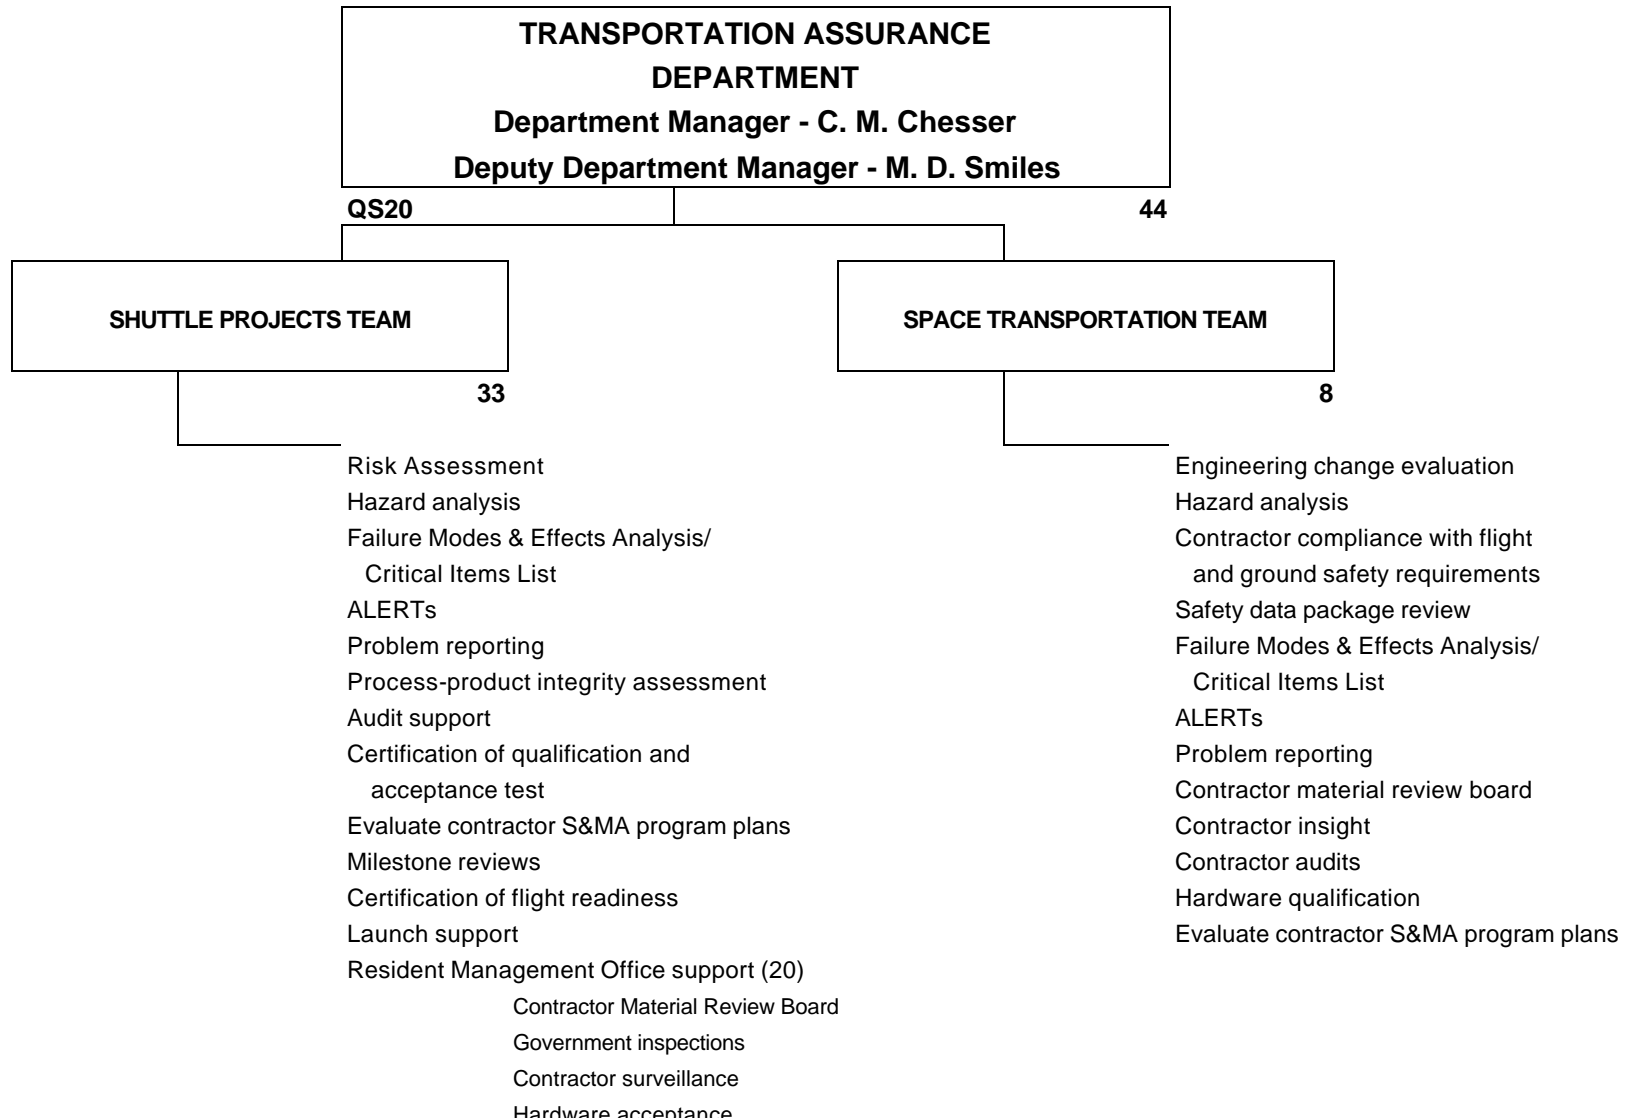 TRANSPORTATION ASSURANCE
DEPARTMENT
Department Manager - C. M. Chesser
Deputy Department Manager - M. D. Smiles
QS20
44
SHUTTLE PROJECTS TEAM
33
Risk Assessment
Hazard analysis
Failure Modes & Effects Analysis/
Critical Items List
ALERTs
Problem reporting
Process-product integrity assessment
Audit support
Certification of qualification and
acceptance test
Evaluate contractor S&MA program plans
Milestone reviews
Certification of flight readiness
Launch support
Resident Management Office support (20)
Contractor Material Review Board
Government inspections
Contractor surveillance
Hardware acceptance
SPACE TRANSPORTATION TEAM
8
Engineering change evaluation
Hazard analysis
Contractor compliance with flight
and ground safety requirements
Safety data package review
Failure Modes & Effects Analysis/
Critical Items List
ALERTs
Problem reporting
Contractor material review board
Contractor insight
Contractor audits
Hardware qualification
Evaluate contractor S&MA program plans